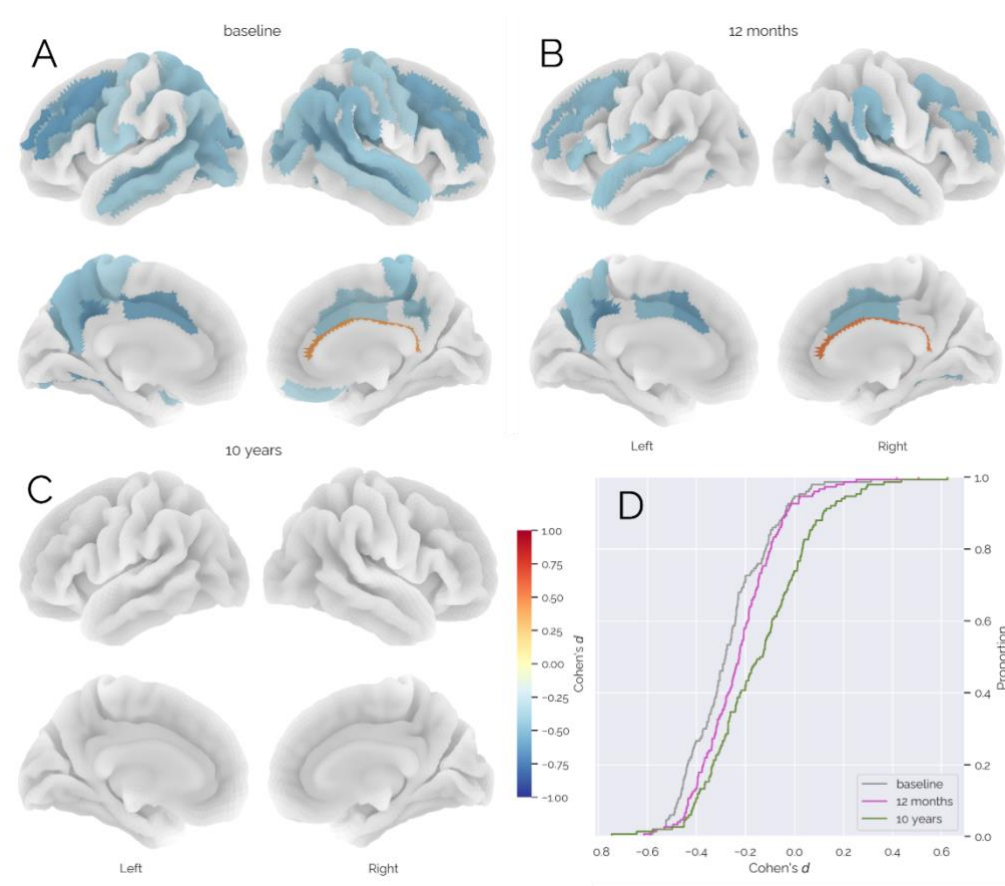 A
baseline
B
12 months
Left
Right
C
10 years
1.00
0.75
0.50
0.25
0.00
−0.25
−0.50
−0.75
−1.00
Cohen's d
Left
Right
D
1.0
0.8
0.6
0.4
0.2
0.0
Proportion
baseline
12 months
10 years
0.8 −0.6 −0.4 −0.2 0.0 0.2 0.4 0.6
Cohen's d